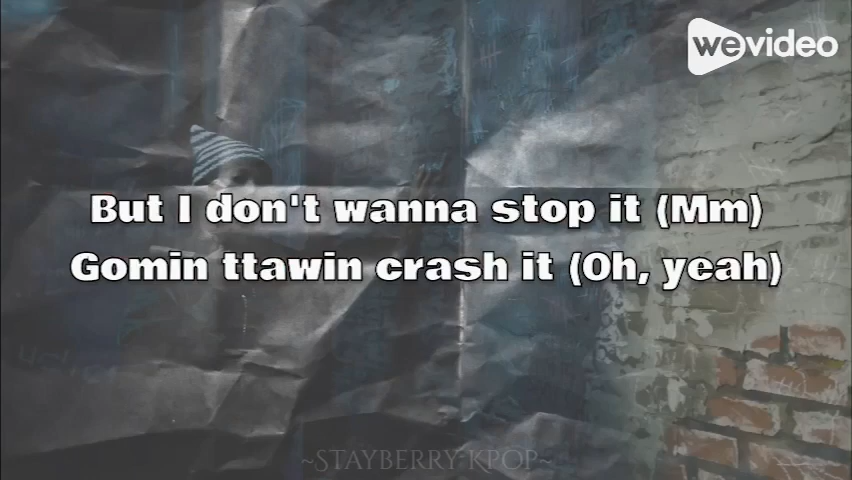 wevideo
But I don't wanna stop it (Mm)
Gomin ttawin crash it (Oh, yeah)
~STAYBERRY KPOP~